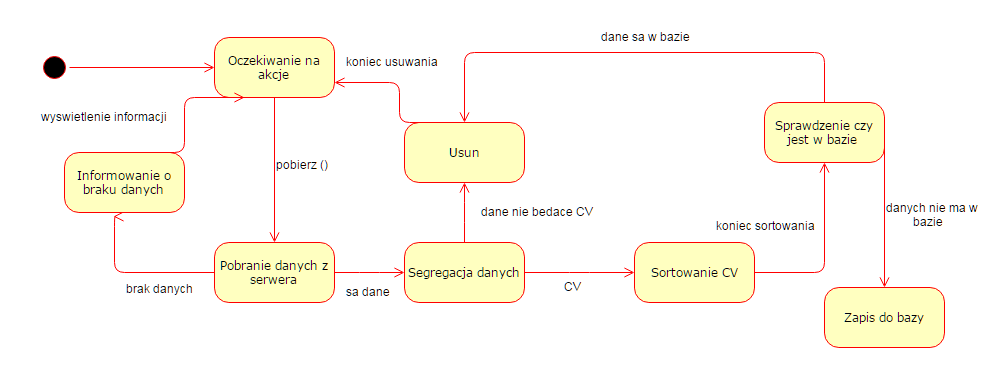 dane sa w bazie
Oczekiwanie na
akcje
koniec usuwania
wyswietlenie informacji
Sprawdzenie czy
jest w bazie
Usun
pobierz ()
Informowanie o
braku danych
dane nie bedace CV
danych nie ma w
bazie
koniec sortowania
Pobranie danych z
serwera
Segregacja danych
Sortowanie CV
brak danych
sa dane
CV
Zapis do bazy